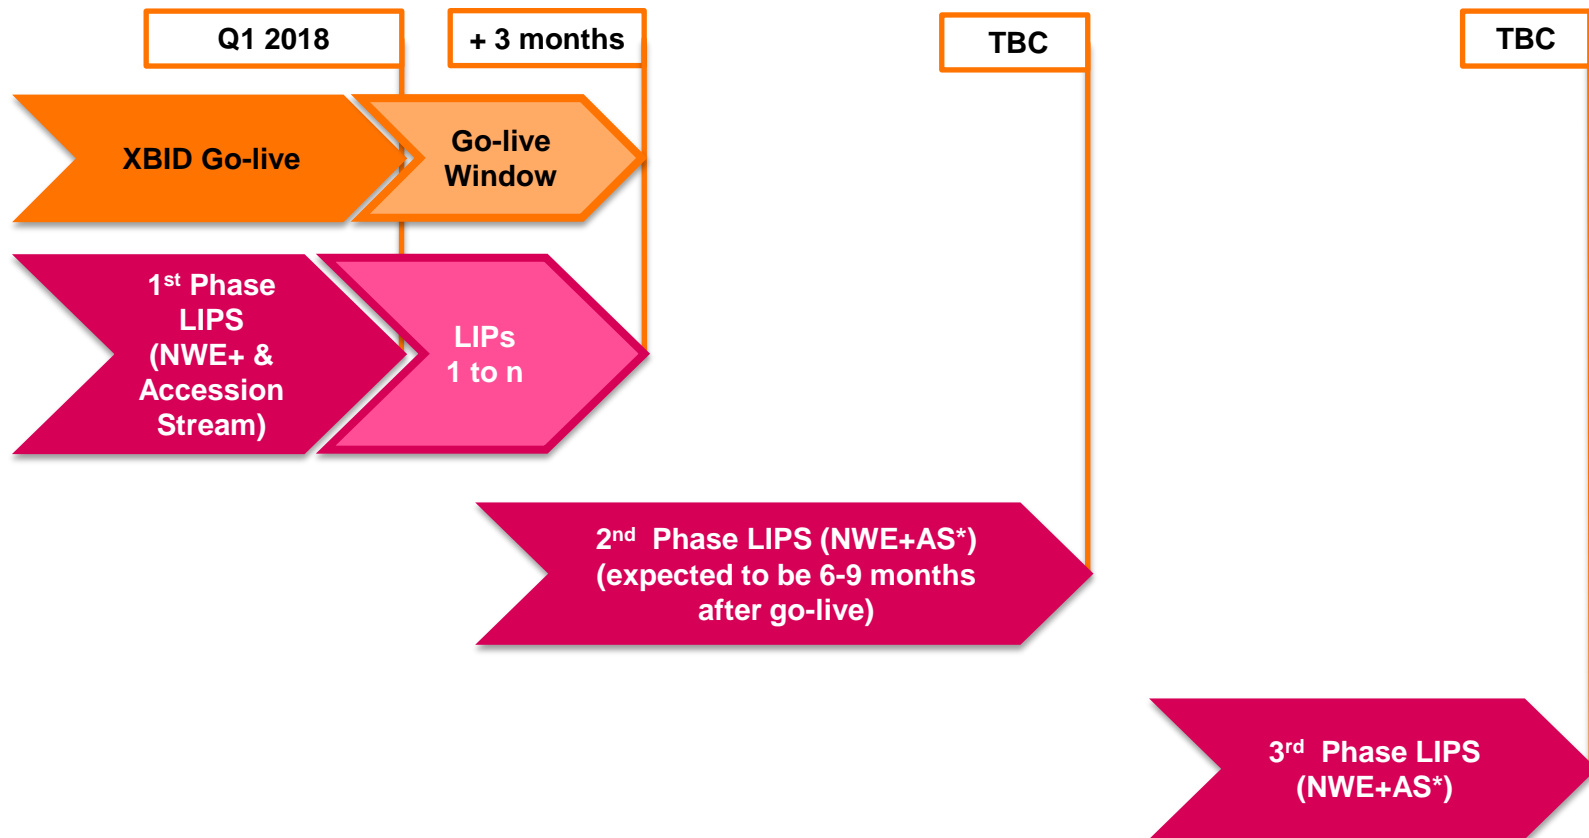 Q1 2018
+ 3 months
TBC
TBC
XBID Go-live
Go-live
Window
1st Phase
LIPS
(NWE+ &
Accession
Stream)
LIPs
1 to n
2nd Phase LIPS (NWE+AS*)
(expected to be 6-9 months
after go-live)
3rd Phase LIPS
(NWE+AS*)